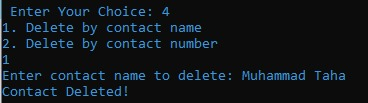 Enter Your Choice: 4
1. Delete by contact name
2. Delete by contact number
1
Enter contact name to delete: Muhammad Taha
Contact Deleted!